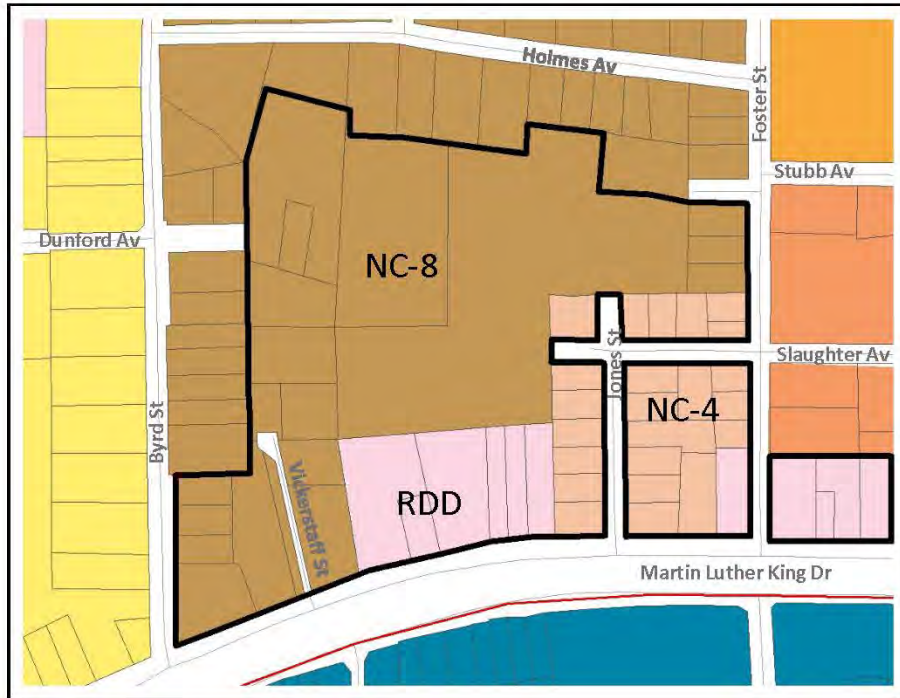 Holmes Av
Foster St
Stubb Av
Dunford Av
NC-8
Jones St
Slaughter Av
NC-4
Byrd St
Vickerstaff St
RDD
Martin Luther King Dr